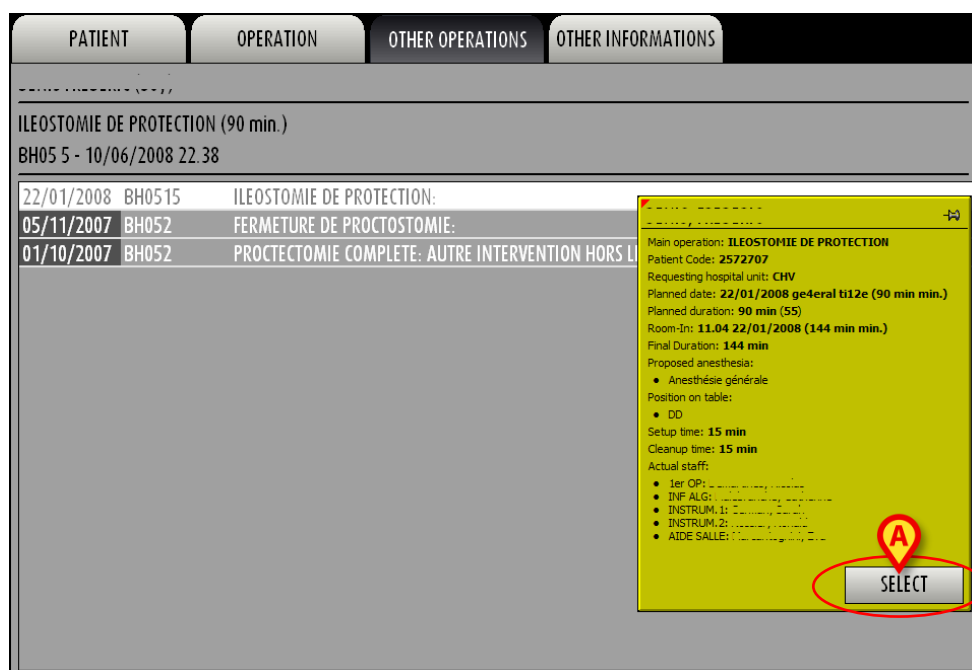 PATIENT OPERATION OTHER OPERATIONS OTHER INFORMATIONS
ILEOSTOMIE DE PROTECTION (90 min.)
BH05 5 - 10/06/2008 22.38
22/01/2008 BH0515 ILEOSTOMIE DE PROTECTION:
05/11/2007 BH052 FERMETURE DE PROCTOSTOMIE:
01/10/2007 BH052 PROCTECTOMIE COMPLETE: AUTRE INTERVENTION HORS
Main operation: ILEOSTOMIE DE PROTECTION
Patient Code: 2572707
Requesting hospital unit: CHV
Planned date: 22/01/2008 ge4eral ti12e (90 min min.)
Planned duration: 90 min (55)
Room-In: 11.04 22/01/2008 (144 min min.)
Final Duration: 144 min
Proposed anesthesia:
• Anesthésie générale
Position on table:
• DD
Setup time: 15 min
Cleanup time: 15 min
Actual staff:
• 1er OP:
• INF ALG:
• INSTRUM.1:
• INSTRUM.2:
• AIDE SALLE:
A
SELECT